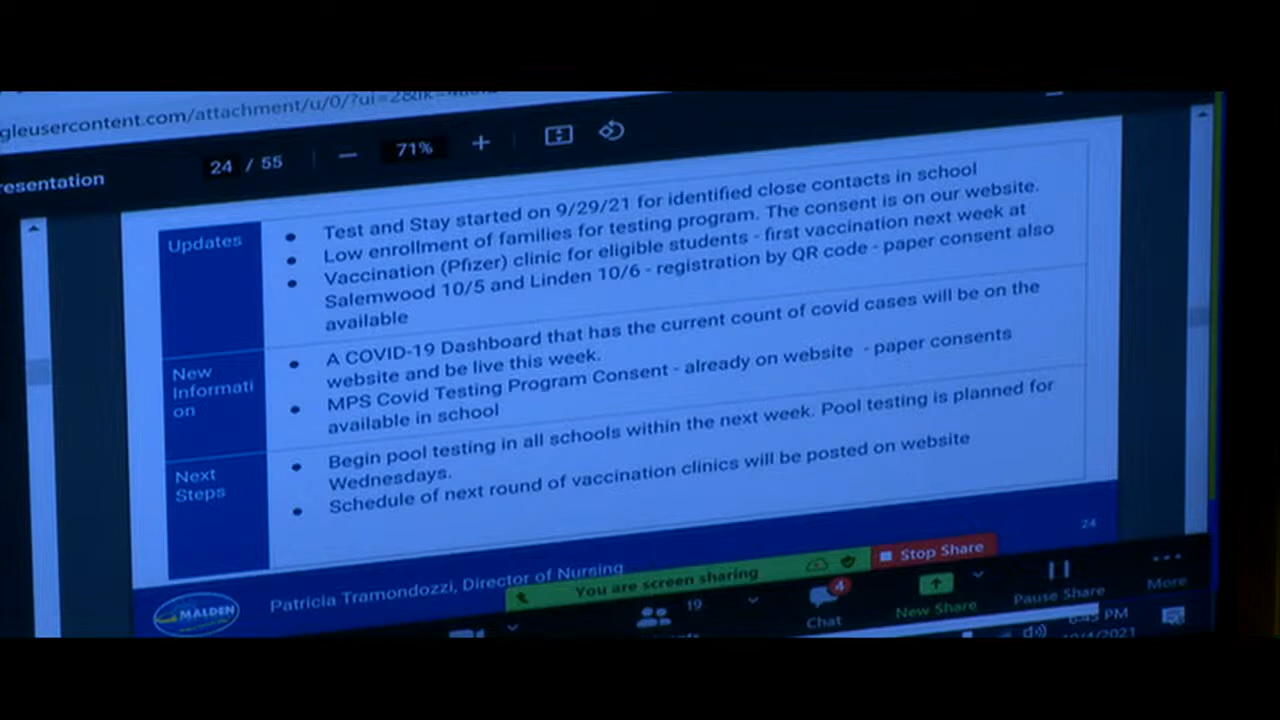 gleusercontent.com/attachment/u/0/?ui=2&ik=
resentation
24 / 55
71%
Updates
Test and Stay started on 9/29/21 for identified close contacts in school
Low enrollment of families for testing program. The consent is on our website.
Vaccination (Pfizer) clinic for eligible students - first vaccination next week at
Salemwood 10/5 and Linden 10/6 - registration by QR code - paper consent also
available
New
Informati
on
A COVID-19 Dashboard that has the current count of covid cases will be on the
website and be live this week.
MPS Covid Testing Program Consent - already on website - paper consents
available in school
Next
Steps
Begin pool testing in all schools within the next week. Pool testing is planned for
Wednesdays.
Schedule of next round of vaccination clinics will be posted on website
24
MALDEN
Patricia Tramondozzi, Director of Nursing
You are screen sharing
Stop Share
19
4
Chat
New Share
Pause Share
More
6:45 PM
10/4/2021